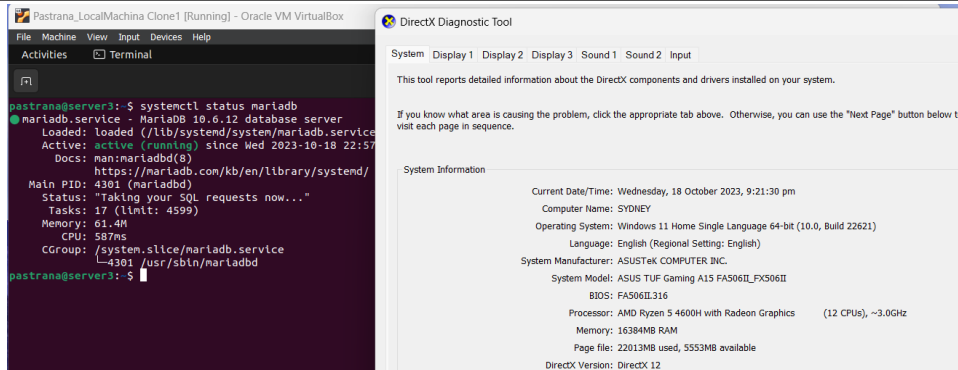 Pastrana_LocalMachina Clone1 [Running] - Oracle VM VirtualBox
File Machine View Input Devices Help
Activities Terminal
pastrana@server3:~$ systemctl status mariadb
mariadb.service - MariaDB 10.6.12 database server
Loaded: loaded (/lib/systemd/system/mariadb.service
Active: active (running) since Wed 2023-10-18 22:57
Docs: man:mariadbd(8)
https://mariadb.com/kb/en/library/systemd/
Main PID: 4301 (mariadbd)
Status: "Taking your SQL requests now..."
Tasks: 17 (limit: 4599)
Memory: 61.4M
CPU: 587ms
CGroup: /system.slice/mariadb.service
└─4301 /usr/sbin/mariadbd
pastrana@server3:~$
DirectX Diagnostic Tool
System Display 1 Display 2 Display 3 Sound 1 Sound 2 Input
This tool reports detailed information about the DirectX components and drivers installed on your system.
If you know what area is causing the problem, click the appropriate tab above. Otherwise, you can use the "Next Page" button below t
visit each page in sequence.
System Information
Current Date/Time: Wednesday, 18 October 2023, 9:21:30 pm
Computer Name: SYDNEY
Operating System: Windows 11 Home Single Language 64-bit (10.0, Build 22621)
Language: English (Regional Setting: English)
System Manufacturer: ASUSTeK COMPUTER INC.
System Model: ASUS TUF Gaming A15 FA506II_FX506II
BIOS: FA506II.316
Processor: AMD Ryzen 5 4600H with Radeon Graphics (12 CPUs), ~3.0GHz
Memory: 16384MB RAM
Page file: 22013MB used, 5553MB available
DirectX Version: DirectX 12